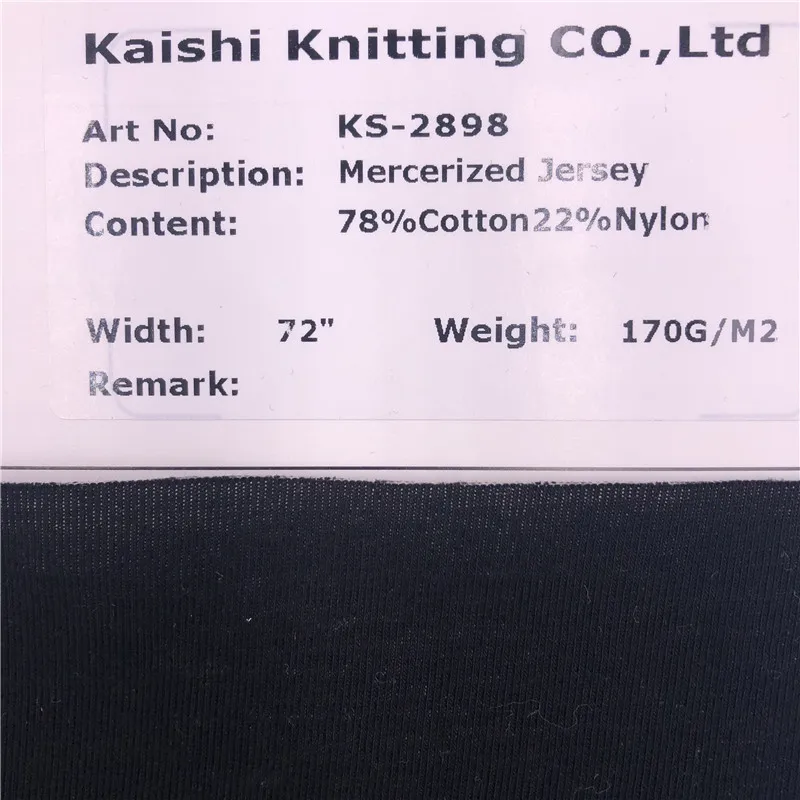 Kaishi Knitting CO.,Ltd
Art No: KS-2898
Description: Mercerized Jersey
Content: 78%Cotton22%Nylon
Width: 72" Weight: 170G/M2
Remark: